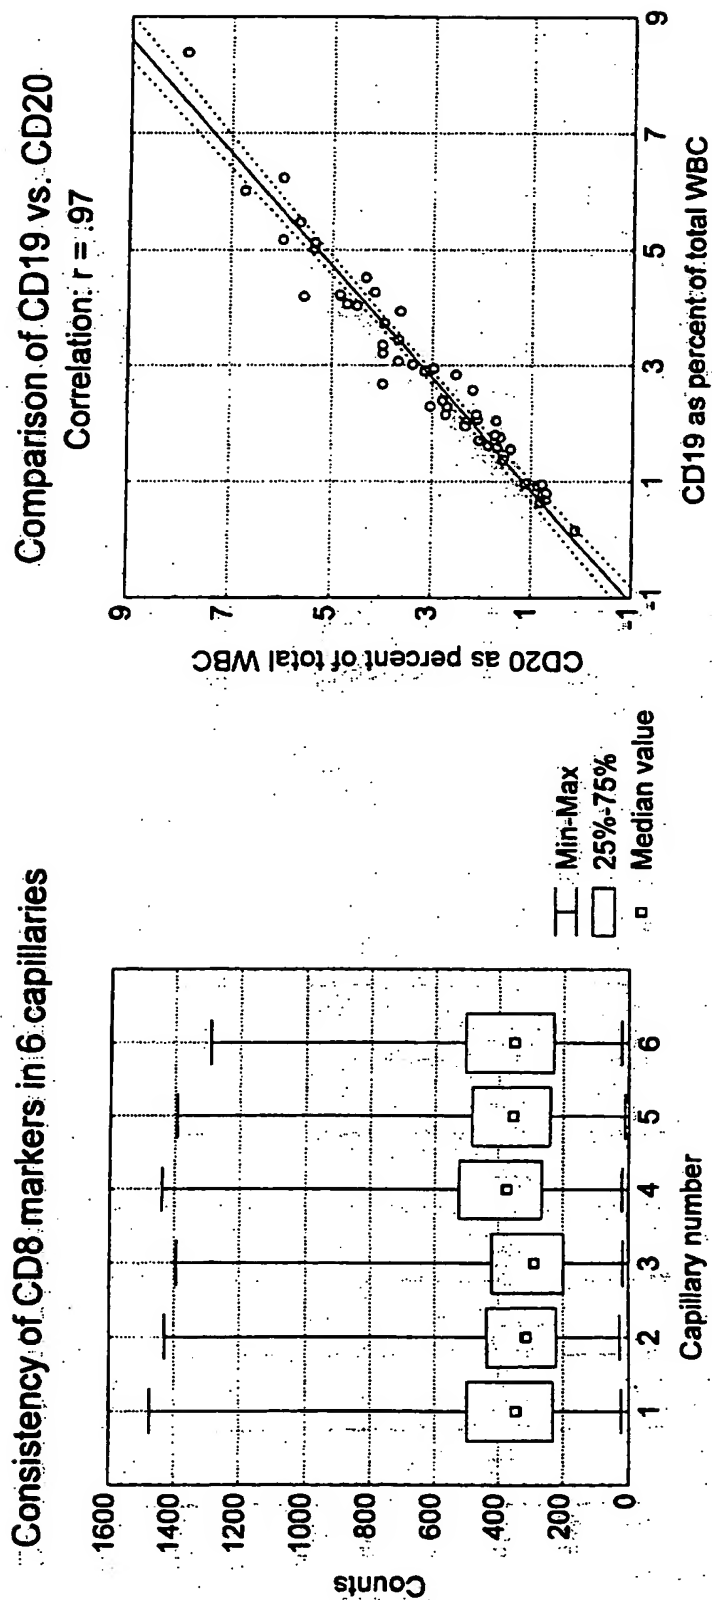 Consistency of CD8 markers in 6 capillaries
Counts
1600
1400
1200
1000
800
600
400
200
0
1 2 3 4 5 6
Capillary number
Min-Max
25%-75%
Median value
Comparison of CD19 vs. CD20
Correlation: r = .97
CD20 as percent of total WBC
9
7
5
3
1
-1
-1 1 3 5 7 9
CD19 as percent of total WBC